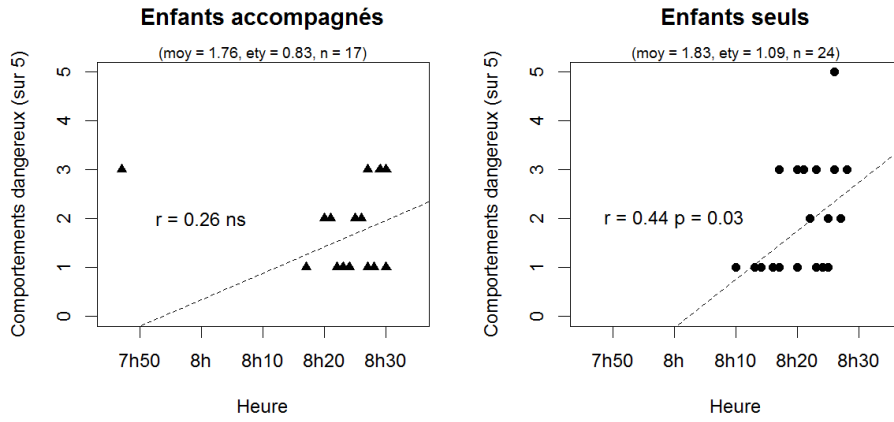 Enfants accompagnés
(moy = 1.76, ety = 0.83, n = 17)
Comportements dangereux (sur 5)
5
4
3
2
1
0
r = 0.26 ns
7h50 8h 8h10 8h20 8h30
Heure
Enfants seuls
(moy = 1.83, ety = 1.09, n = 24)
Comportements dangereux (sur 5)
5
4
3
2
1
0
r = 0.44 p = 0.03
7h50 8h 8h10 8h20 8h30
Heure